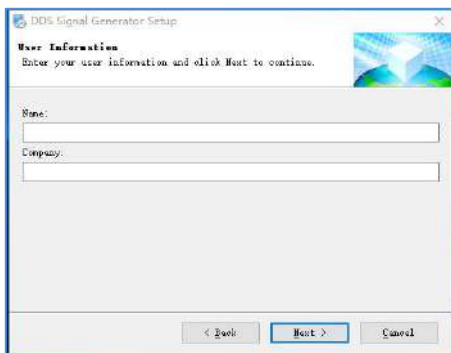 DDS Signal Generator Setup
User Information
Enter your user information and click Next to continue.
Name:
Company:
< Back
Next >
Cancel